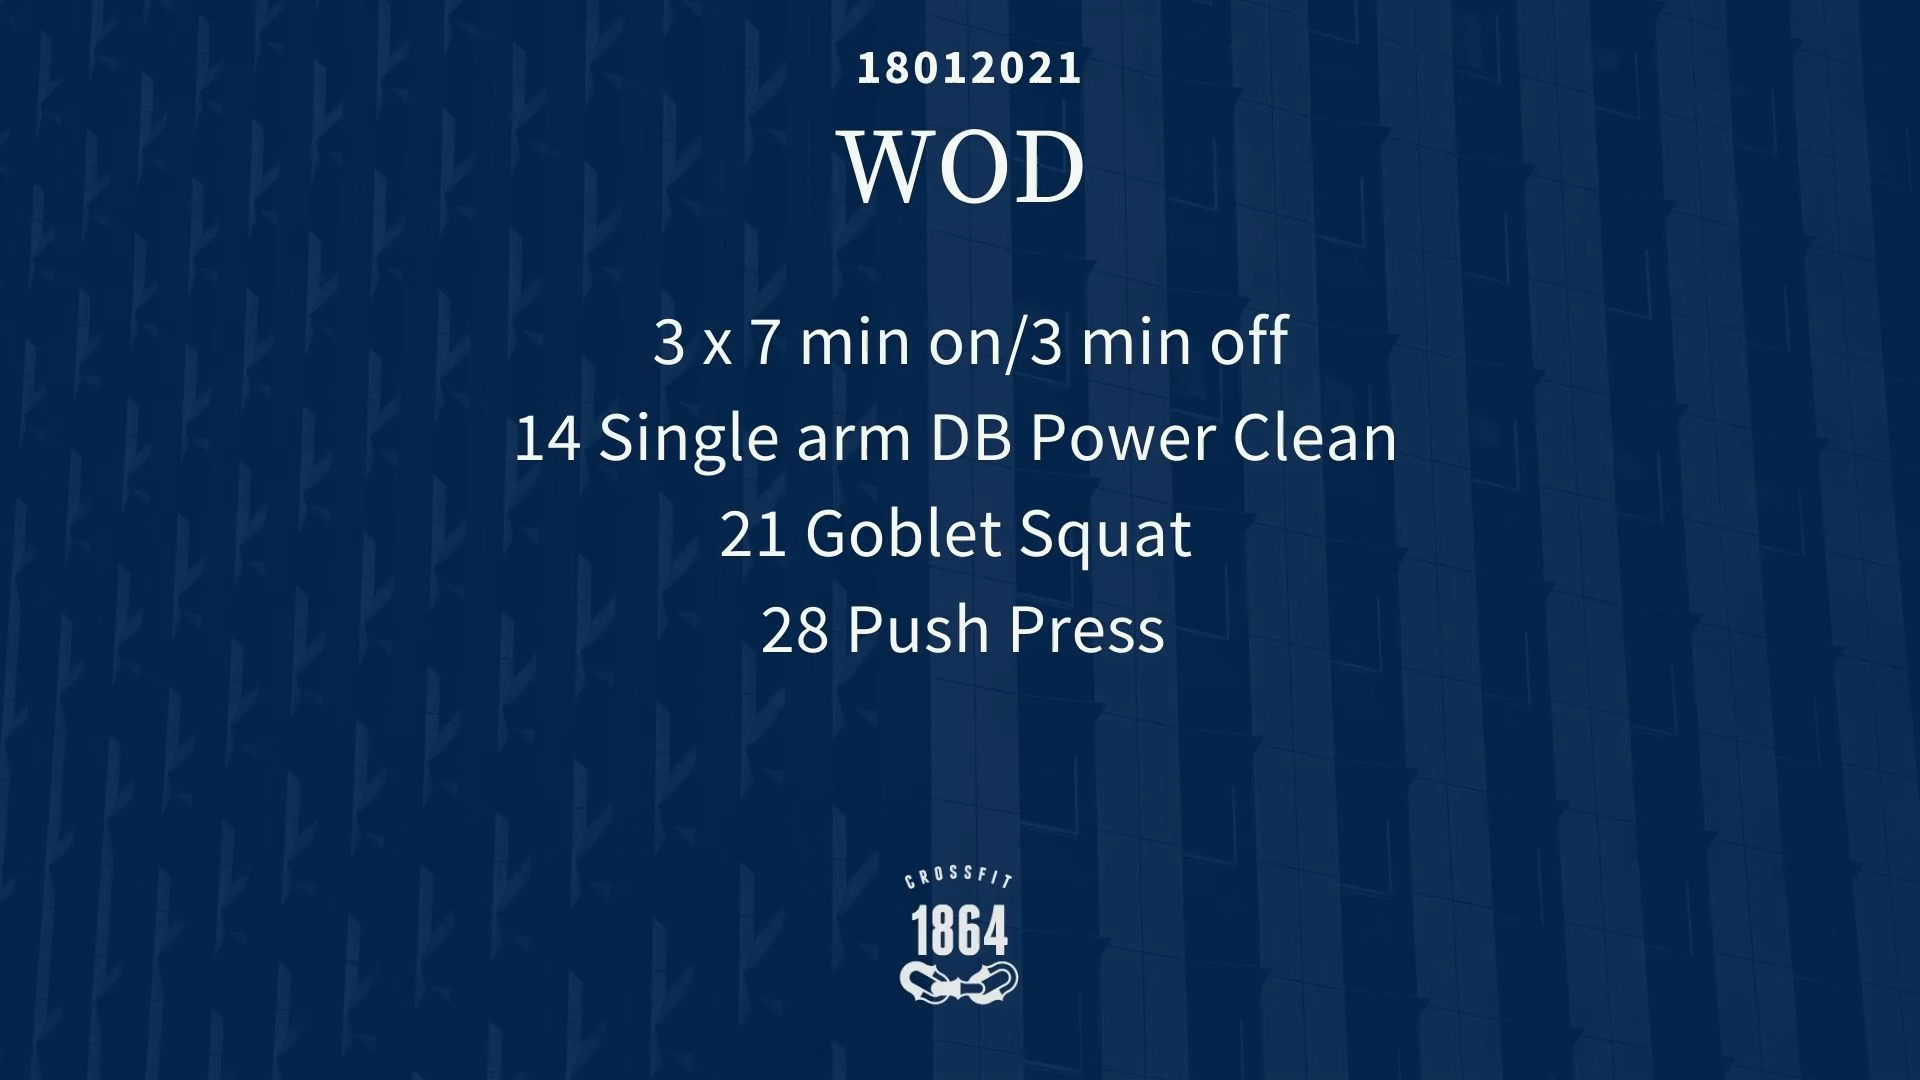 18012021
WOD
3 x 7 min on/3 min off
14 Single arm DB Power Clean
21 Goblet Squat
28 Push Press
CROSSFIT
1864